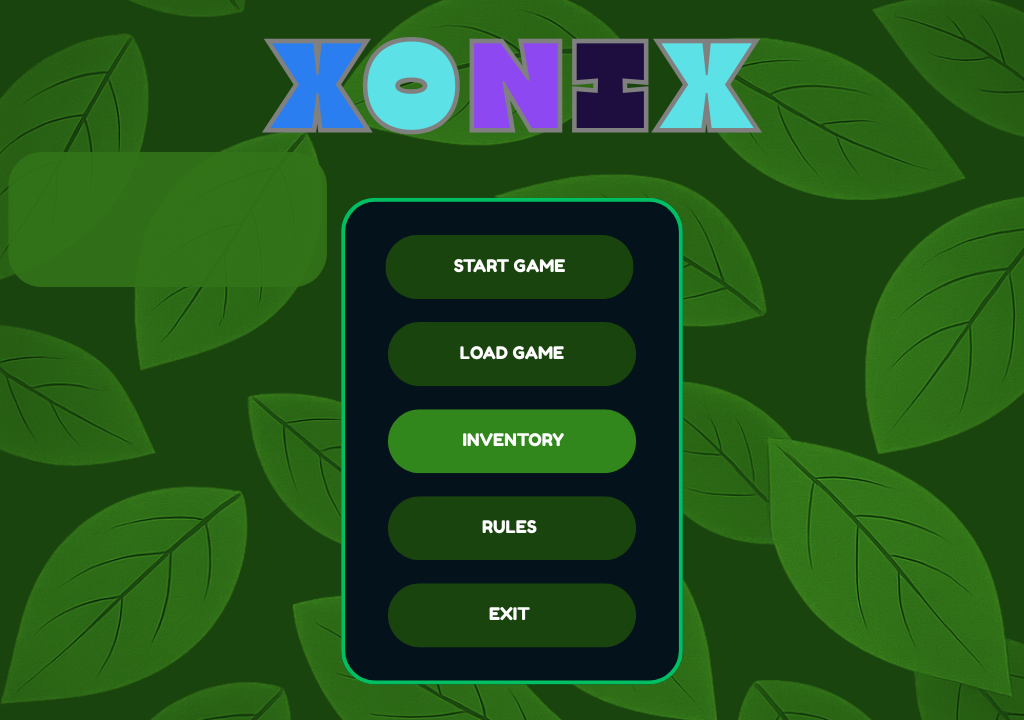 XONIX
START GAME
LOAD GAME
INVENTORY
RULES
EXIT